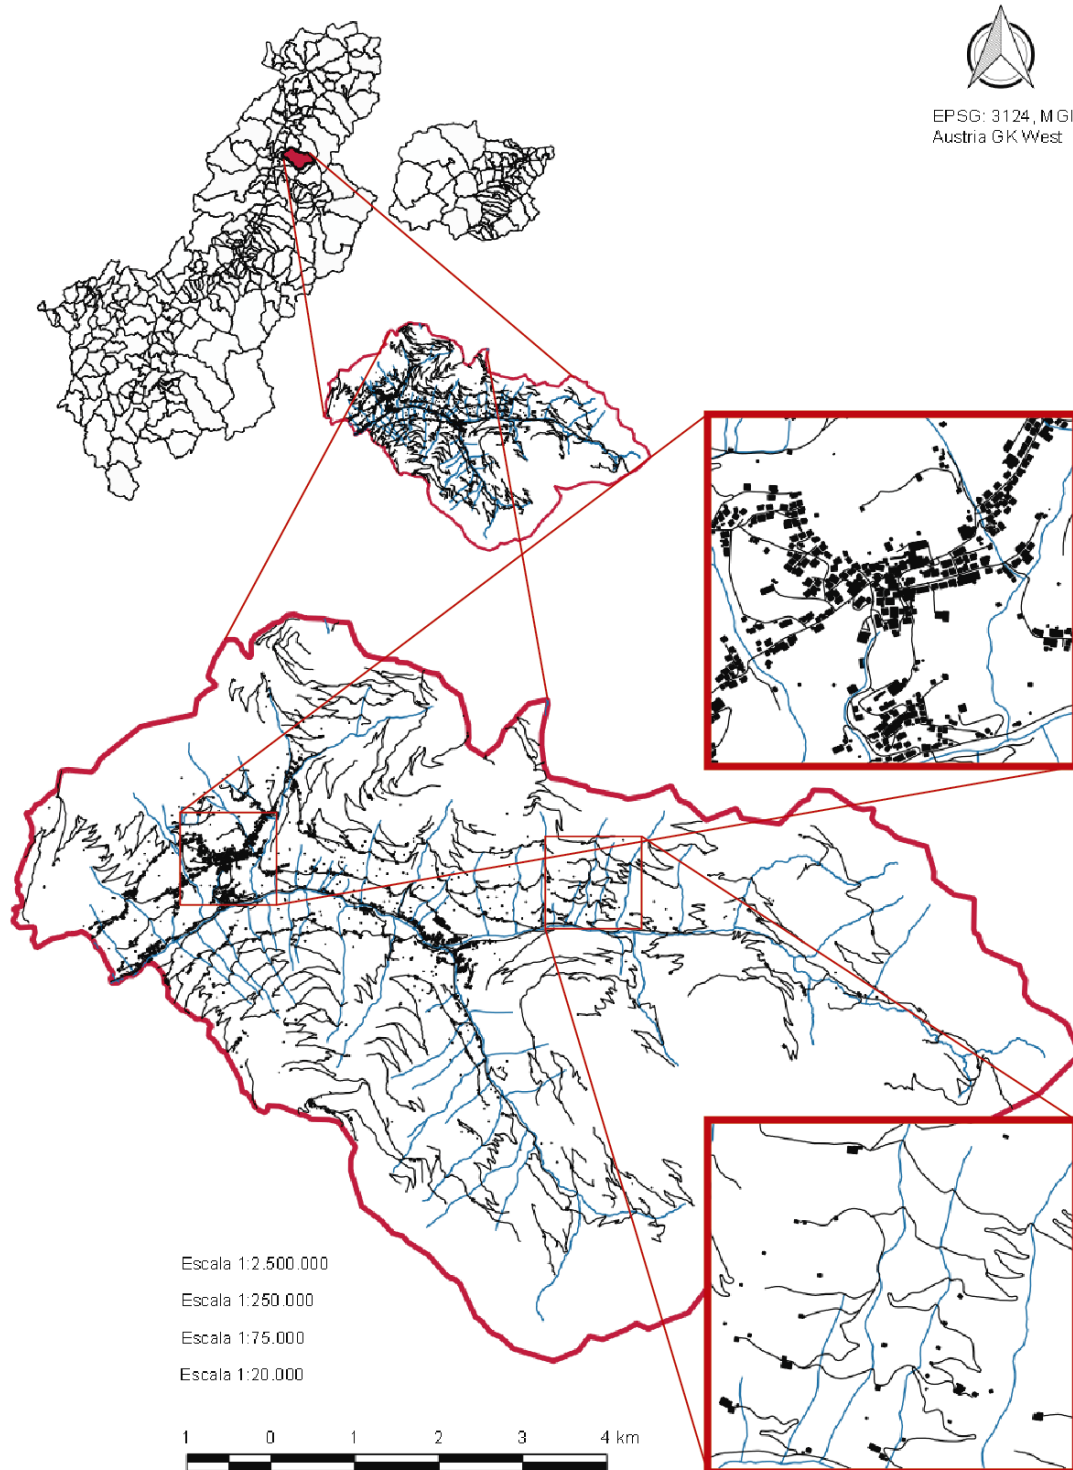 EPSG: 3124, MGI
Austria GK West
Escala 1:2.500.000
Escala 1:250.000
Escala 1:75.000
Escala 1:20.000
1 0 1 2 3 4 km